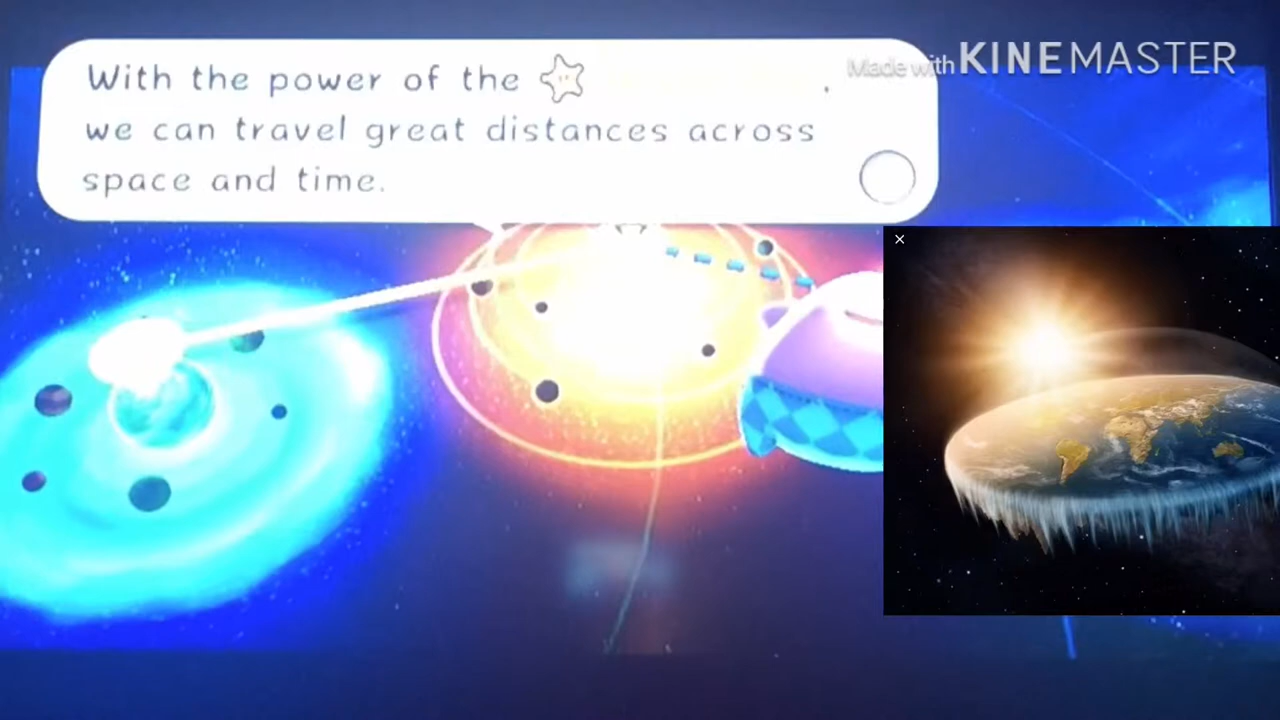 With the power of the .
we can travel great distances across
space and time.
Made with KINEMASTER